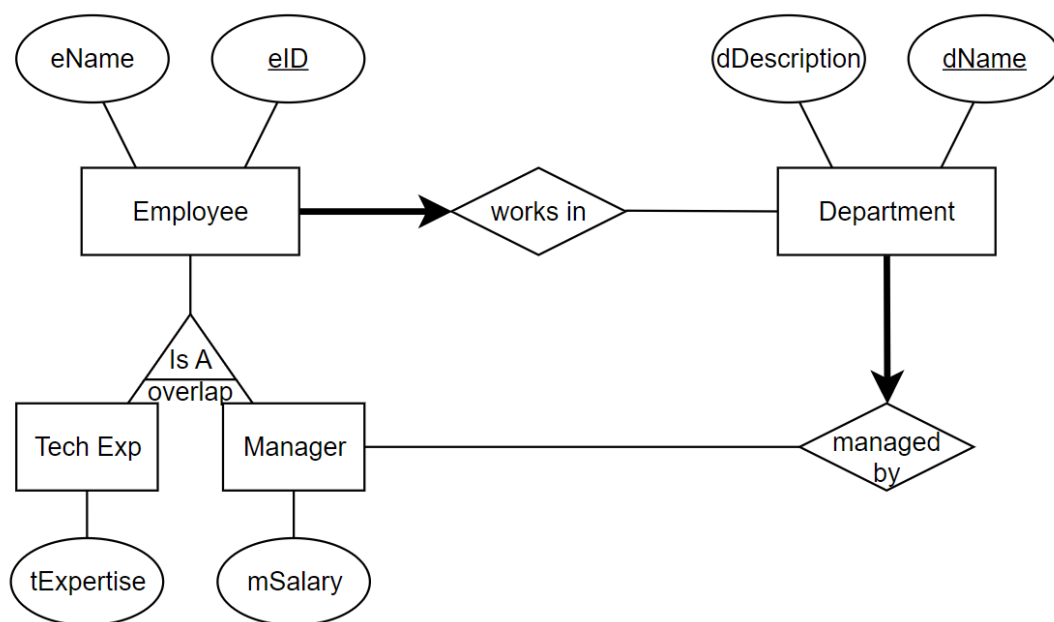 eName
eID
dDescription
dName
Employee
works in
Department
Is A
overlap
Tech Exp
Manager
managed
by
tExpertise
mSalary